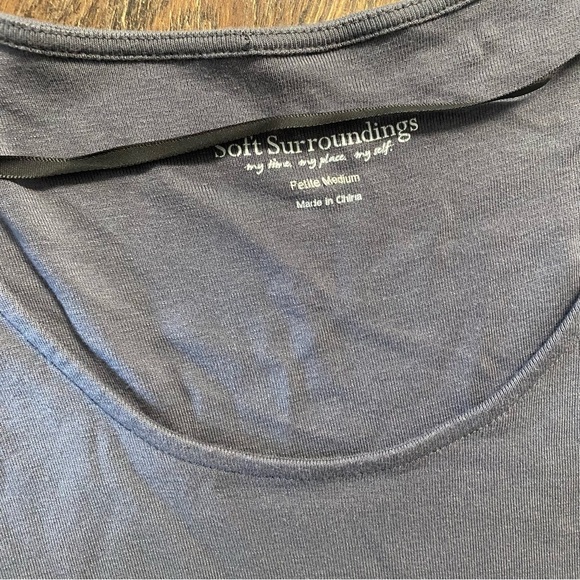 Soft Surroundings
my time. my place. my self.
Petite Medium
Made in China